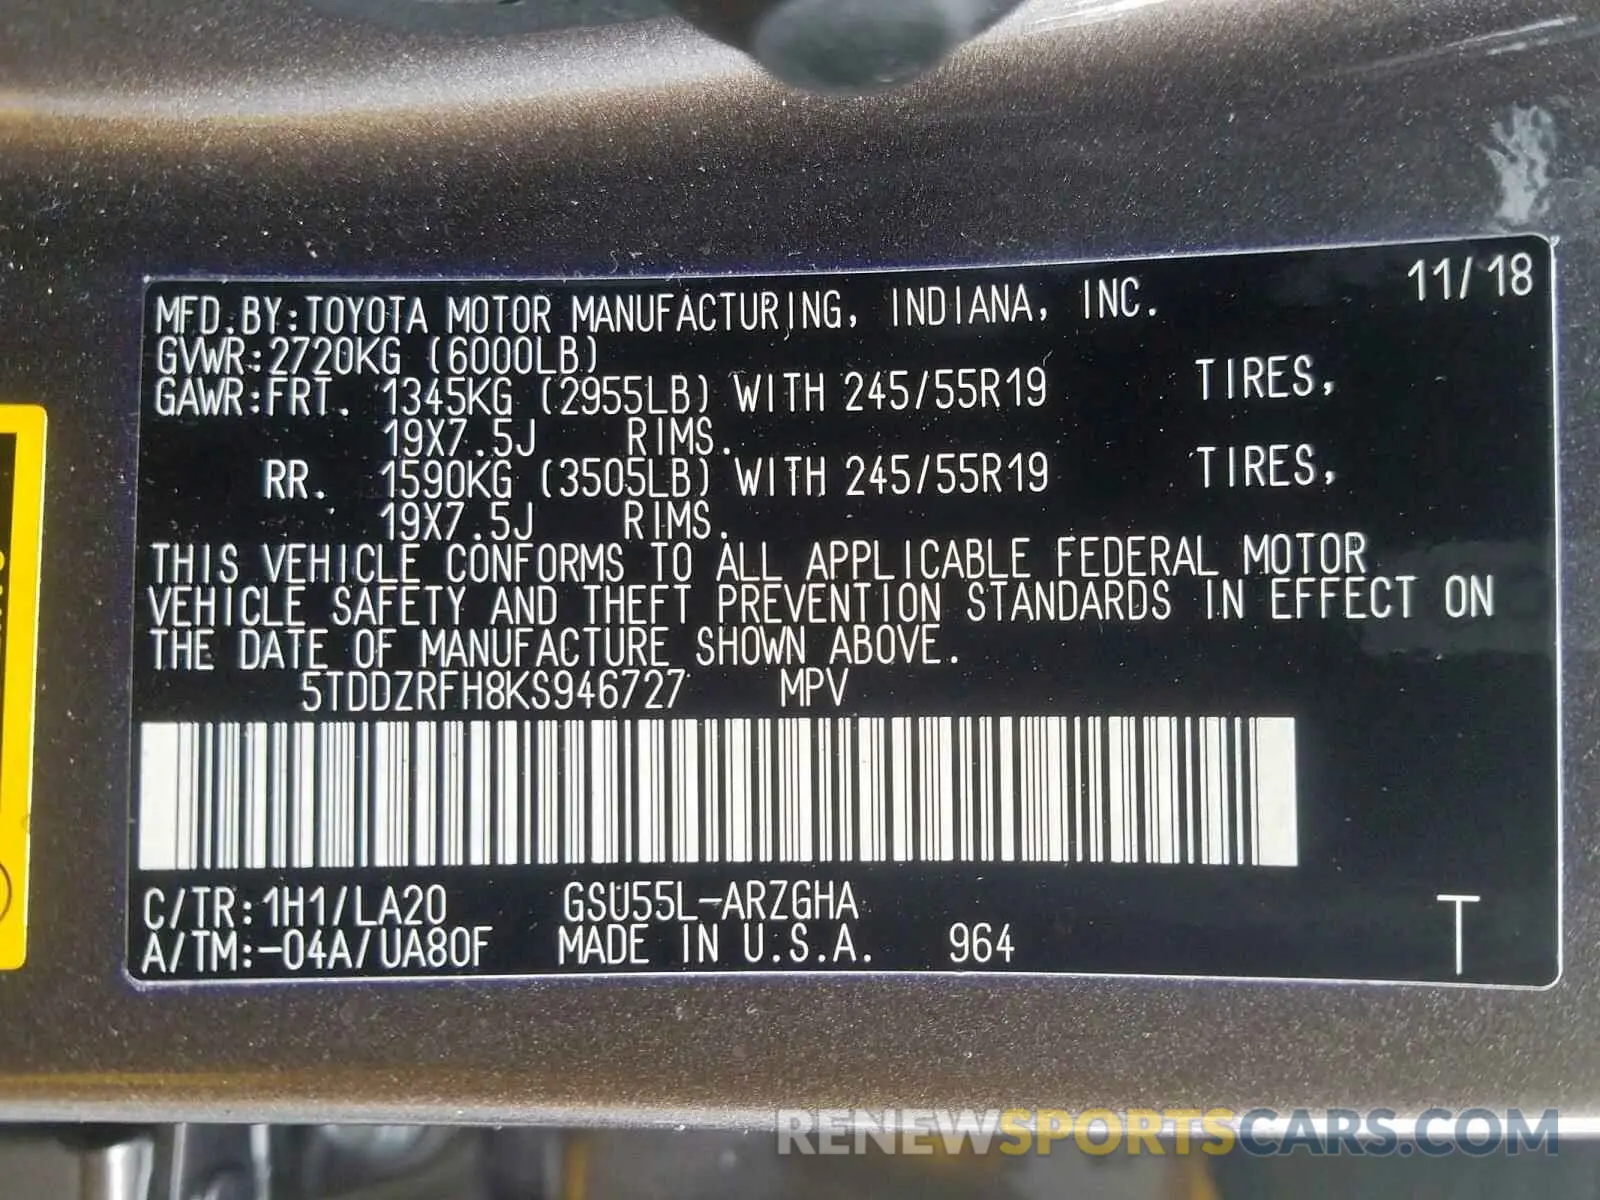 MFD.BY:TOYOTA MOTOR MANUFACTURING, INDIANA, INC. 11/18
GVWR:2720KG (6000LB)
GAWR:FRT. 1345KG (2955LB) WITH 245/55R19 TIRES,
19X7.5J RIMS.
RR. 1590KG (3505LB) WITH 245/55R19 TIRES,
19X7.5J RIMS.
THIS VEHICLE CONFORMS TO ALL APPLICABLE FEDERAL MOTOR
VEHICLE SAFETY AND THEFT PREVENTION STANDARDS IN EFFECT ON
THE DATE OF MANUFACTURE SHOWN ABOVE.
5TDDZRFH8KS946727 MPV
C/TR:1H1/LA20 GSU55L-ARZGHA
A/TM:-04A/UA80F MADE IN U.S.A. 964 T
RENEWSPORTSCARS.COM - 2018